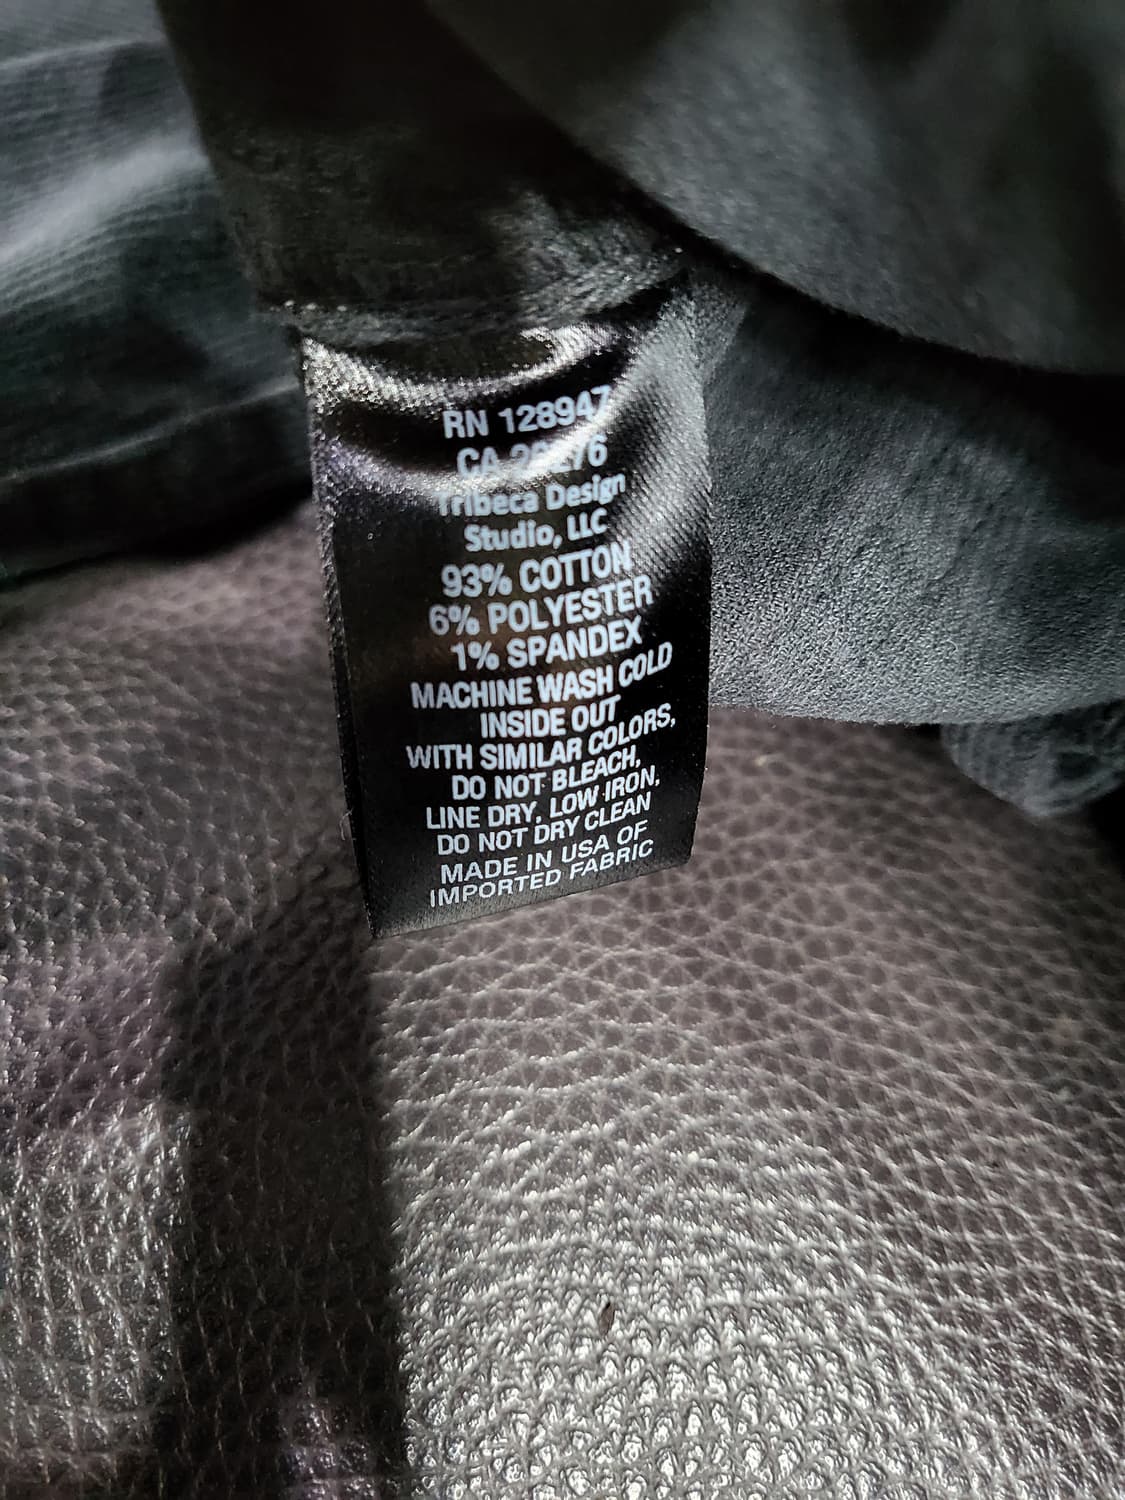 RN 128947
CA
Tribeca Design
Studio, LLC
93% COTTON
6% POLYESTER
1% SPANDEX
MACHINE WASH COLD
INSIDE OUT
WITH SIMILAR COLORS,
DO NOT BLEACH,
LINE DRY, LOW IRON,
DO NOT DRY CLEAN
MADE IN USA OF
IMPORTED FABRIC